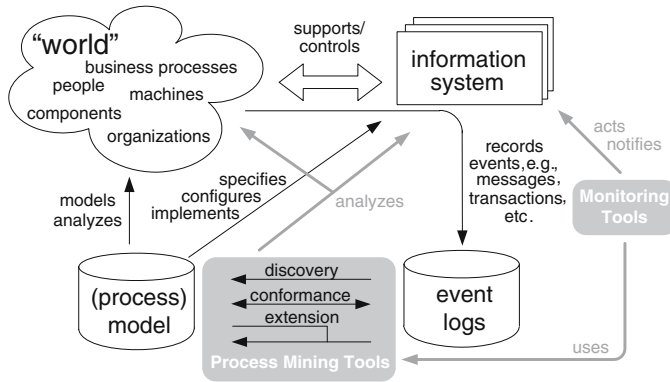 “world”
business processes
people
machines
components
organizations
supports/
controls
information
system
acts
notifies
records
events,e.g.,
messages,
transactions,
etc.
specifies
configures
implements
models
analyzes
analyzes
Monitoring
Tools
(process)
model
discovery
conformance
extension
Process Mining Tools
event
logs
uses